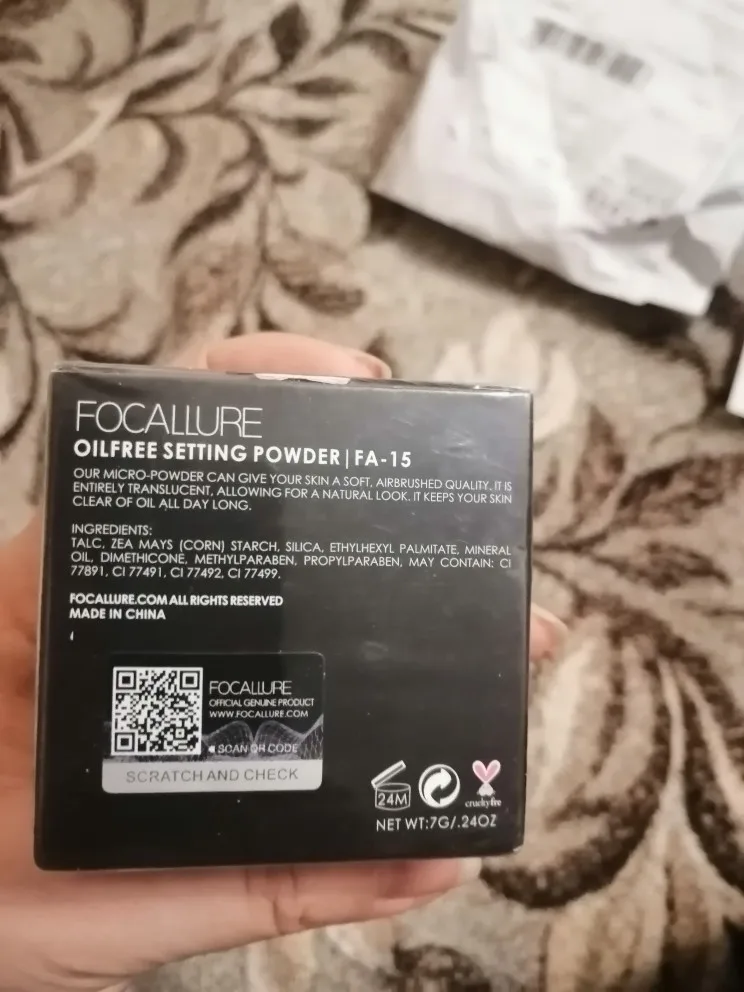 FOCALLURE
OILFREE SETTING POWDER | FA-15
OUR MICRO-POWDER CAN GIVE YOUR SKIN A SOFT, AIRBRUSHED QUALITY. IT IS
ENTIRELY TRANSLUCENT, ALLOWING FOR A NATURAL LOOK. IT KEEPS YOUR SKIN
CLEAR OF OIL ALL DAY LONG.
INGREDIENTS:
TALC, ZEA MAYS (CORN) STARCH, SILICA, ETHYLHEXYL PALMITATE, MINERAL
OIL, DIMETHICONE, METHYLPARABEN, PROPYLPARABEN, MAY CONTAIN: CI
77891, CI 77491, CI 77492, CI 77499.
FOCALLURE.COM ALL RIGHTS RESERVED
MADE IN CHINA
FOCALLURE
OFFICIAL GENUINE PRODUCT
WWW.FOCALLURE.COM
SCAN QR CODE
SCRATCH AND CHECK
24M
crueltyfre
NET WT:7G/.24OZ